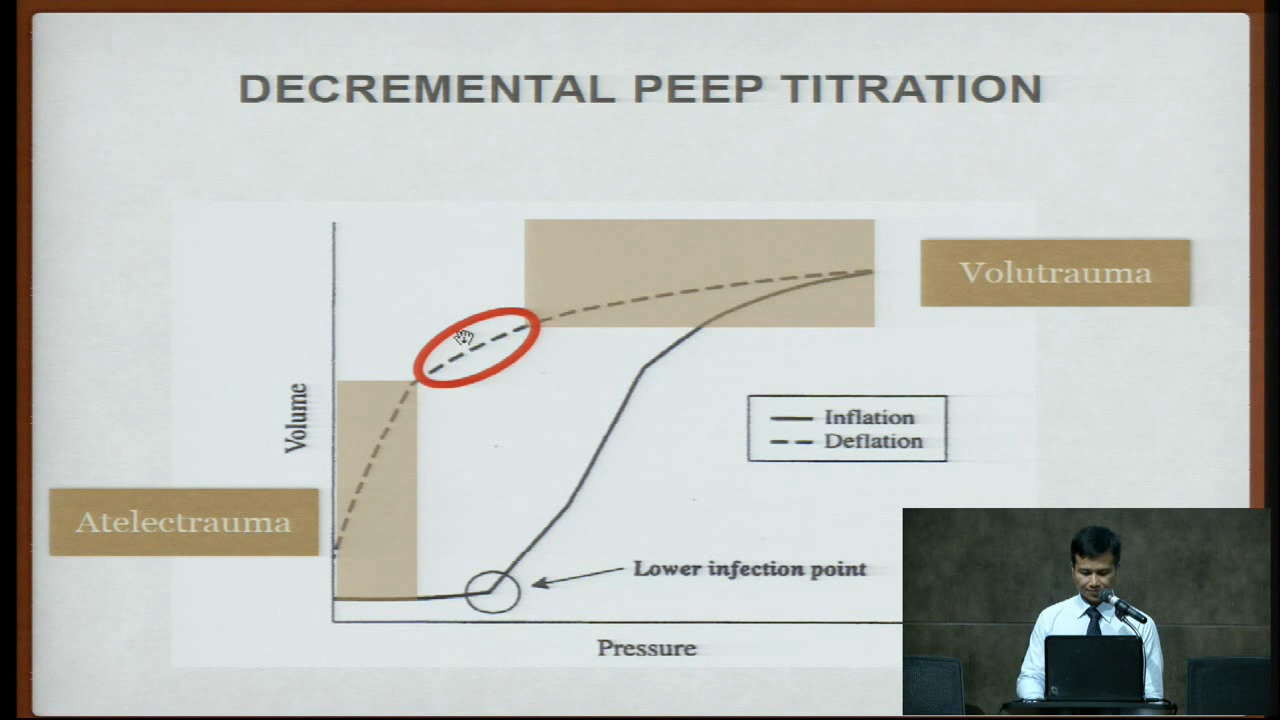 DECREMENTAL PEEP TITRATION
Volutrauma
Volume
Inflation
Deflation
Atelectrauma
Lower infection point
Pressure